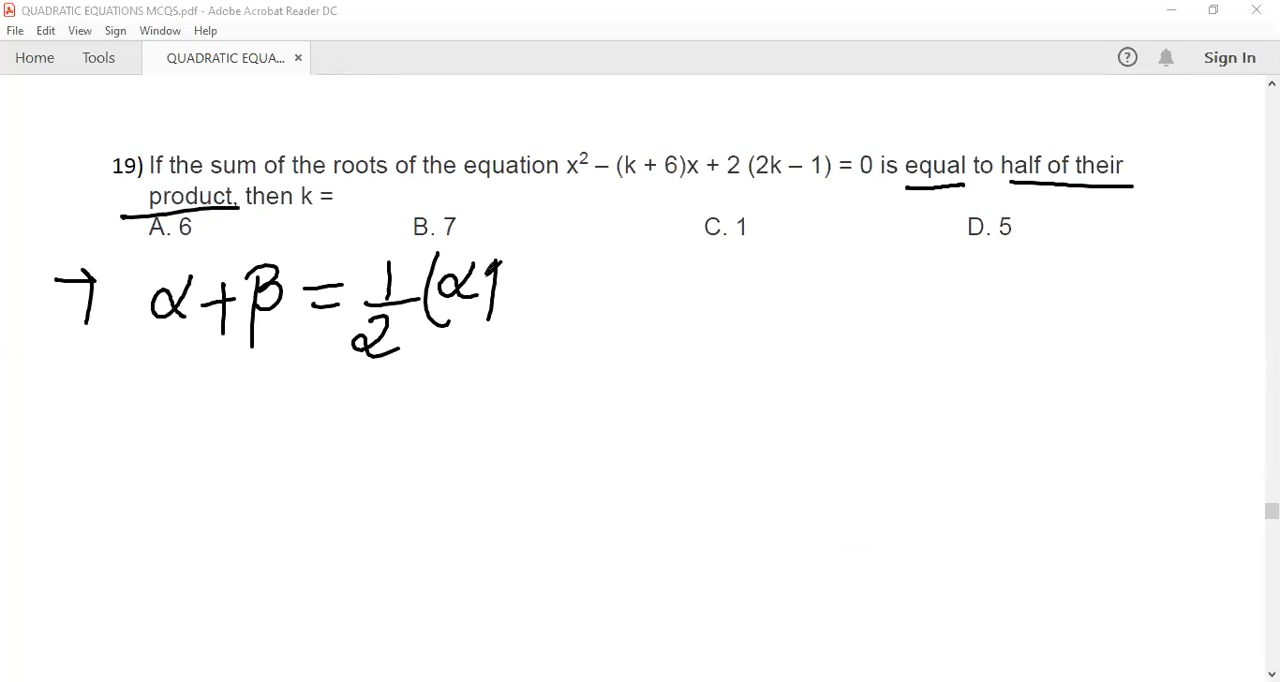 QUADRATIC EQUATIONS MCQS.pdf - Adobe Acrobat Reader DC
File Edit View Sign Window Help
Home Tools QUADRATIC EQUA... × ? Sign In
19) If the sum of the roots of the equation x² – (k + 6)x + 2 (2k – 1) = 0 is equal to half of their
product, then k =
A. 6 B. 7 C. 1 D. 5
→ α + β = 1/2 (α